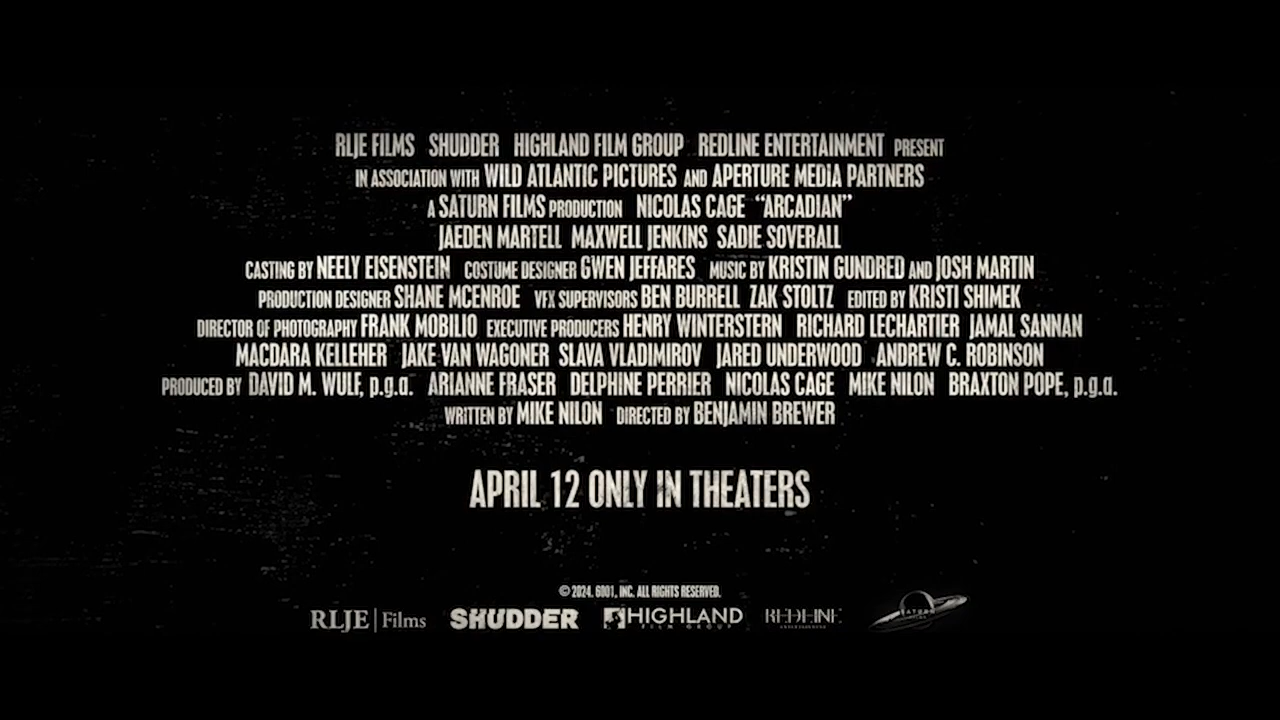 RLJE FILMS SHUDDER HIGHLAND FILM GROUP REDLINE ENTERTAINMENT PRESENT
IN ASSOCIATION WITH WILD ATLANTIC PICTURES AND APERTURE MEDIA PARTNERS
A SATURN FILMS PRODUCTION NICOLAS CAGE “ARCADIAN”
JAEDEN MARTELL MAXWELL JENKINS SADIE SOVERALL
CASTING BY NEELY EISENSTEIN COSTUME DESIGNER GWEN JEFFARES MUSIC BY KRISTIN GUNDRED AND JOSH MARTIN
PRODUCTION DESIGNER SHANE MCENROE VFX SUPERVISORS BEN BURRELL ZAK STOLTZ EDITED BY KRISTI SHIMEK
DIRECTOR OF PHOTOGRAPHY FRANK MOBILIO EXECUTIVE PRODUCERS HENRY WINTERSTERN RICHARD LECHARTIER JAMAL SANNAN
MACDARA KELLEHER JAKE VAN WAGONER SLAVA VLADIMIROV JARED UNDERWOOD ANDREW C. ROBINSON
PRODUCED BY DAVID M. WULF, p.g.a. ARIANNE FRASER DELPHINE PERRIER NICOLAS CAGE MIKE NILON BRAXTON POPE, p.g.a.
WRITTEN BY MIKE NILON DIRECTED BY BENJAMIN BREWER
APRIL 12 ONLY IN THEATERS
© 2024. 6001, INC. ALL RIGHTS RESERVED.
RLJE Films SHUDDER HIGHLAND FILM GROUP REDLINE SATURN